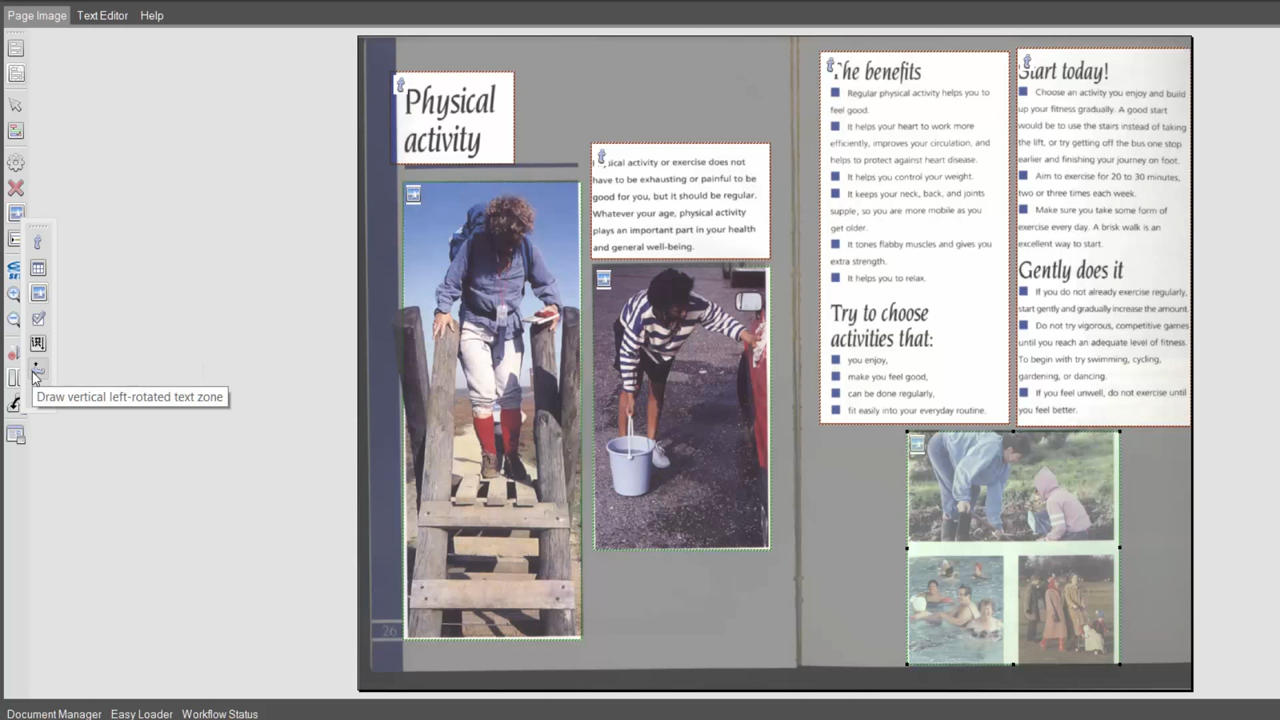 Page Image Text Editor Help
Physical
activity
sical activity or exercise does not
have to be exhausting or painful to be
good for you, but it should be regular.
Whatever your age, physical activity
plays an important part in your health
and general well-being.
The benefits
Regular physical activity helps you to
feel good.
It helps your heart to work more
efficiently, improves your circulation, and
helps to protect against heart disease.
It helps you control your weight.
It keeps your neck, back, and joints
supple, so you are more mobile as you
get older.
It tones flabby muscles and gives you
extra strength.
It helps you to relax.
Try to choose
activities that:
you enjoy,
make you feel good,
can be done regularly,
fit easily into your everyday routine.
Start today!
Choose an activity you enjoy and build
up your fitness gradually. A good start
would be to use the stairs instead of taking
the lift, or try getting off the bus one stop
earlier and finishing your journey on foot.
Aim to exercise for 20 to 30 minutes,
two or three times each week.
Make sure you take some form of
exercise every day. A brisk walk is an
excellent way to start.
Gently does it
If you do not already exercise regularly,
start gently and gradually increase the amount.
Do not try vigorous, competitive games
until you reach an adequate level of fitness.
To begin with try swimming, cycling,
gardening, or dancing.
If you feel unwell, do not exercise until
you feel better.
26
Draw vertical left-rotated text zone
Document Manager Easy Loader Workflow Status